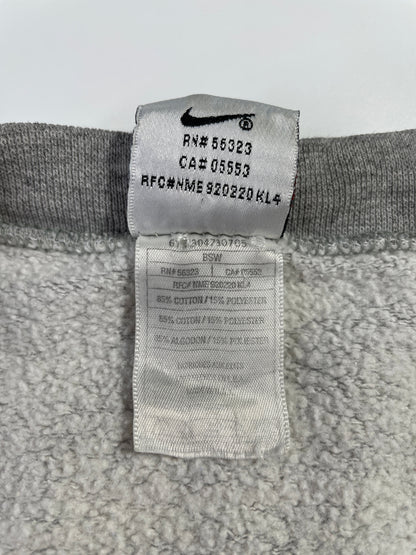 ®
RN# 56323
CA# 05553
RFC#NME 920220 KL4
BSW
RN# 56323 CA# 05553
RFC# NME 920220 KL4
85% COTTON / 15% POLYESTER
85% COTON / 15% POLYESTER
85% ALGODON / 15% POLIESTER